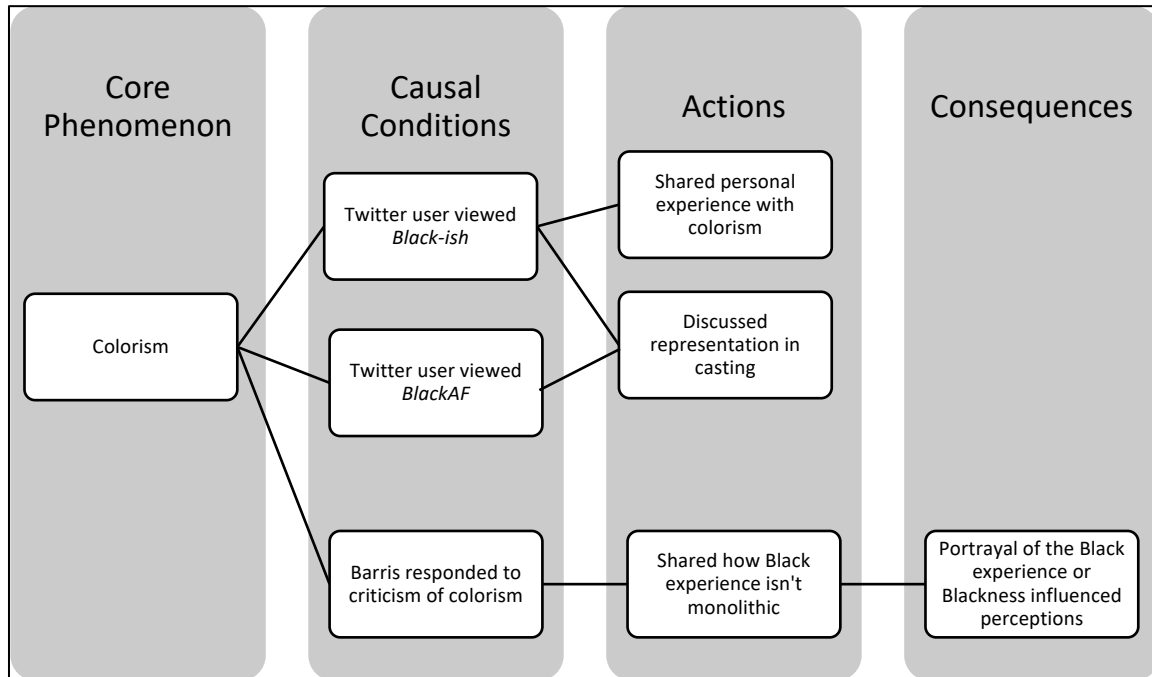 Core
Phenomenon
Causal
Conditions
Actions
Consequences
Colorism
Twitter user viewed
Black-ish
Twitter user viewed
BlackAF
Barris responded to
criticism of colorism
Shared personal
experience with
colorism
Discussed
representation in
casting
Shared how Black
experience isn't
monolithic
Portrayal of the Black
experience or
Blackness influenced
perceptions